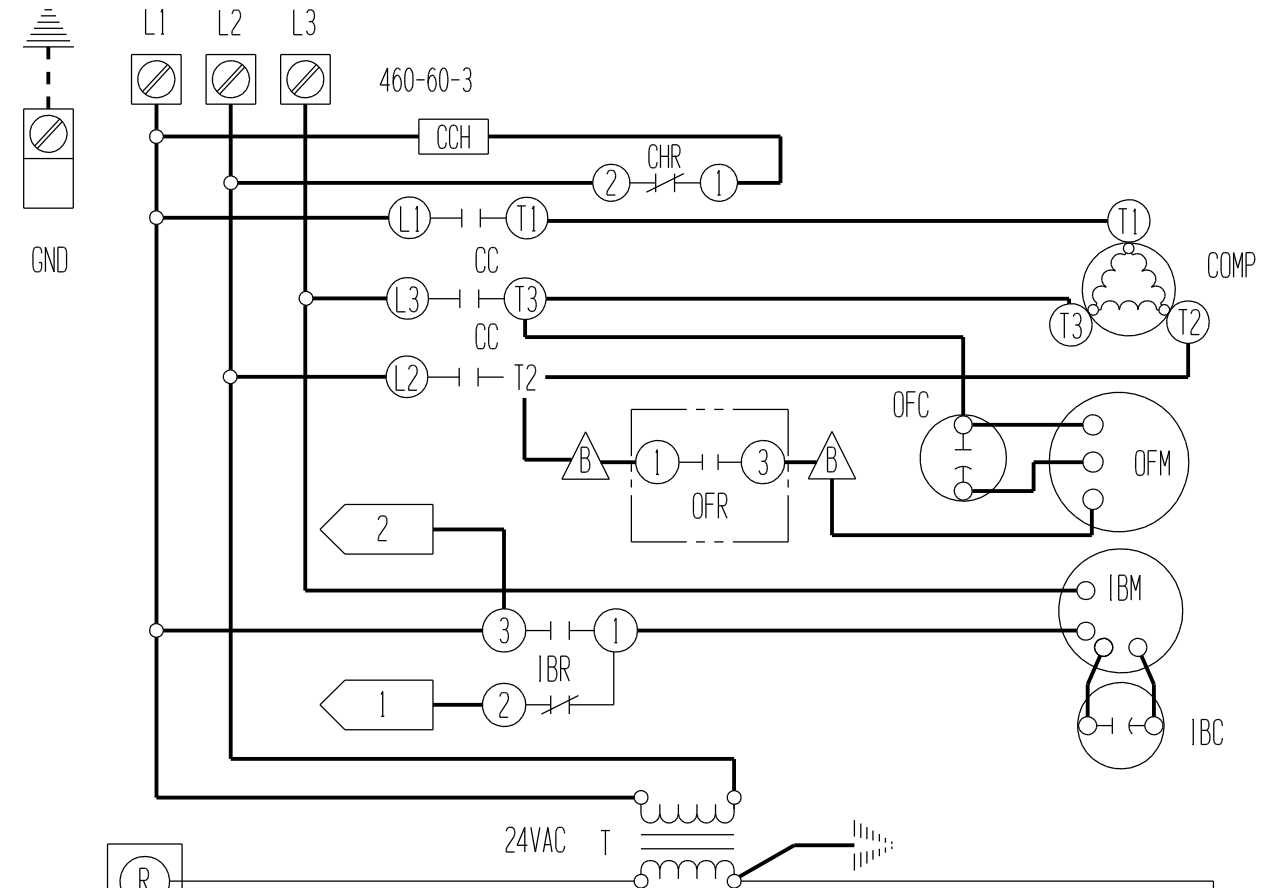 L1 L2 L3
460-60-3
CCH
CHR
2 1
L1 T1 T1
GND
CC
COMP
L3 T3 T3 T2
CC
L2 T2
OFC
B 1 3 B OFM
OFR
2
IBM
3 1
IBR
1 2
IBC
24VAC T
R